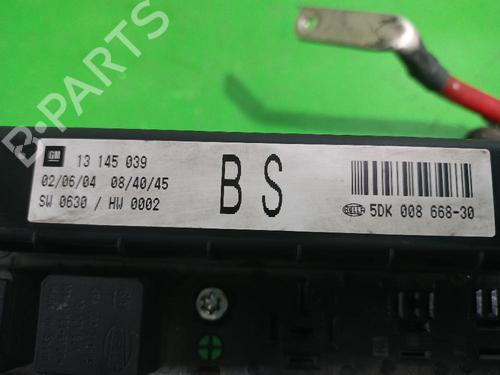 B-PARTS
GM 13 145 039
02/06/04 08/40/45
SW 0630 / HW 0002
BS
HELLA 5DK 008 668-30